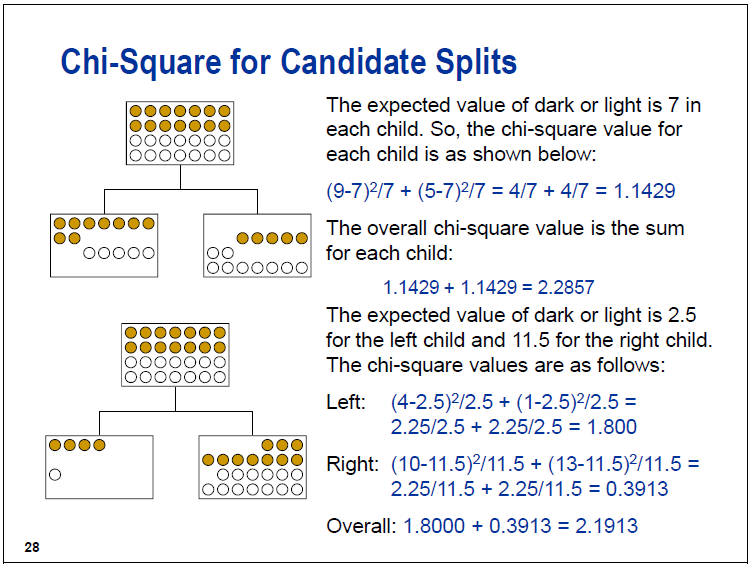 Chi-Square for Candidate Splits
The expected value of dark or light is 7 in
each child. So, the chi-square value for
each child is as shown below:
(9-7)²/7 + (5-7)²/7 = 4/7 + 4/7 = 1.1429
The overall chi-square value is the sum
for each child:
1.1429 + 1.1429 = 2.2857
The expected value of dark or light is 2.5
for the left child and 11.5 for the right child.
The chi-square values are as follows:
Left: (4-2.5)²/2.5 + (1-2.5)²/2.5 =
2.25/2.5 + 2.25/2.5 = 1.800
Right: (10-11.5)²/11.5 + (13-11.5)²/11.5 =
2.25/11.5 + 2.25/11.5 = 0.3913
Overall: 1.8000 + 0.3913 = 2.1913
28